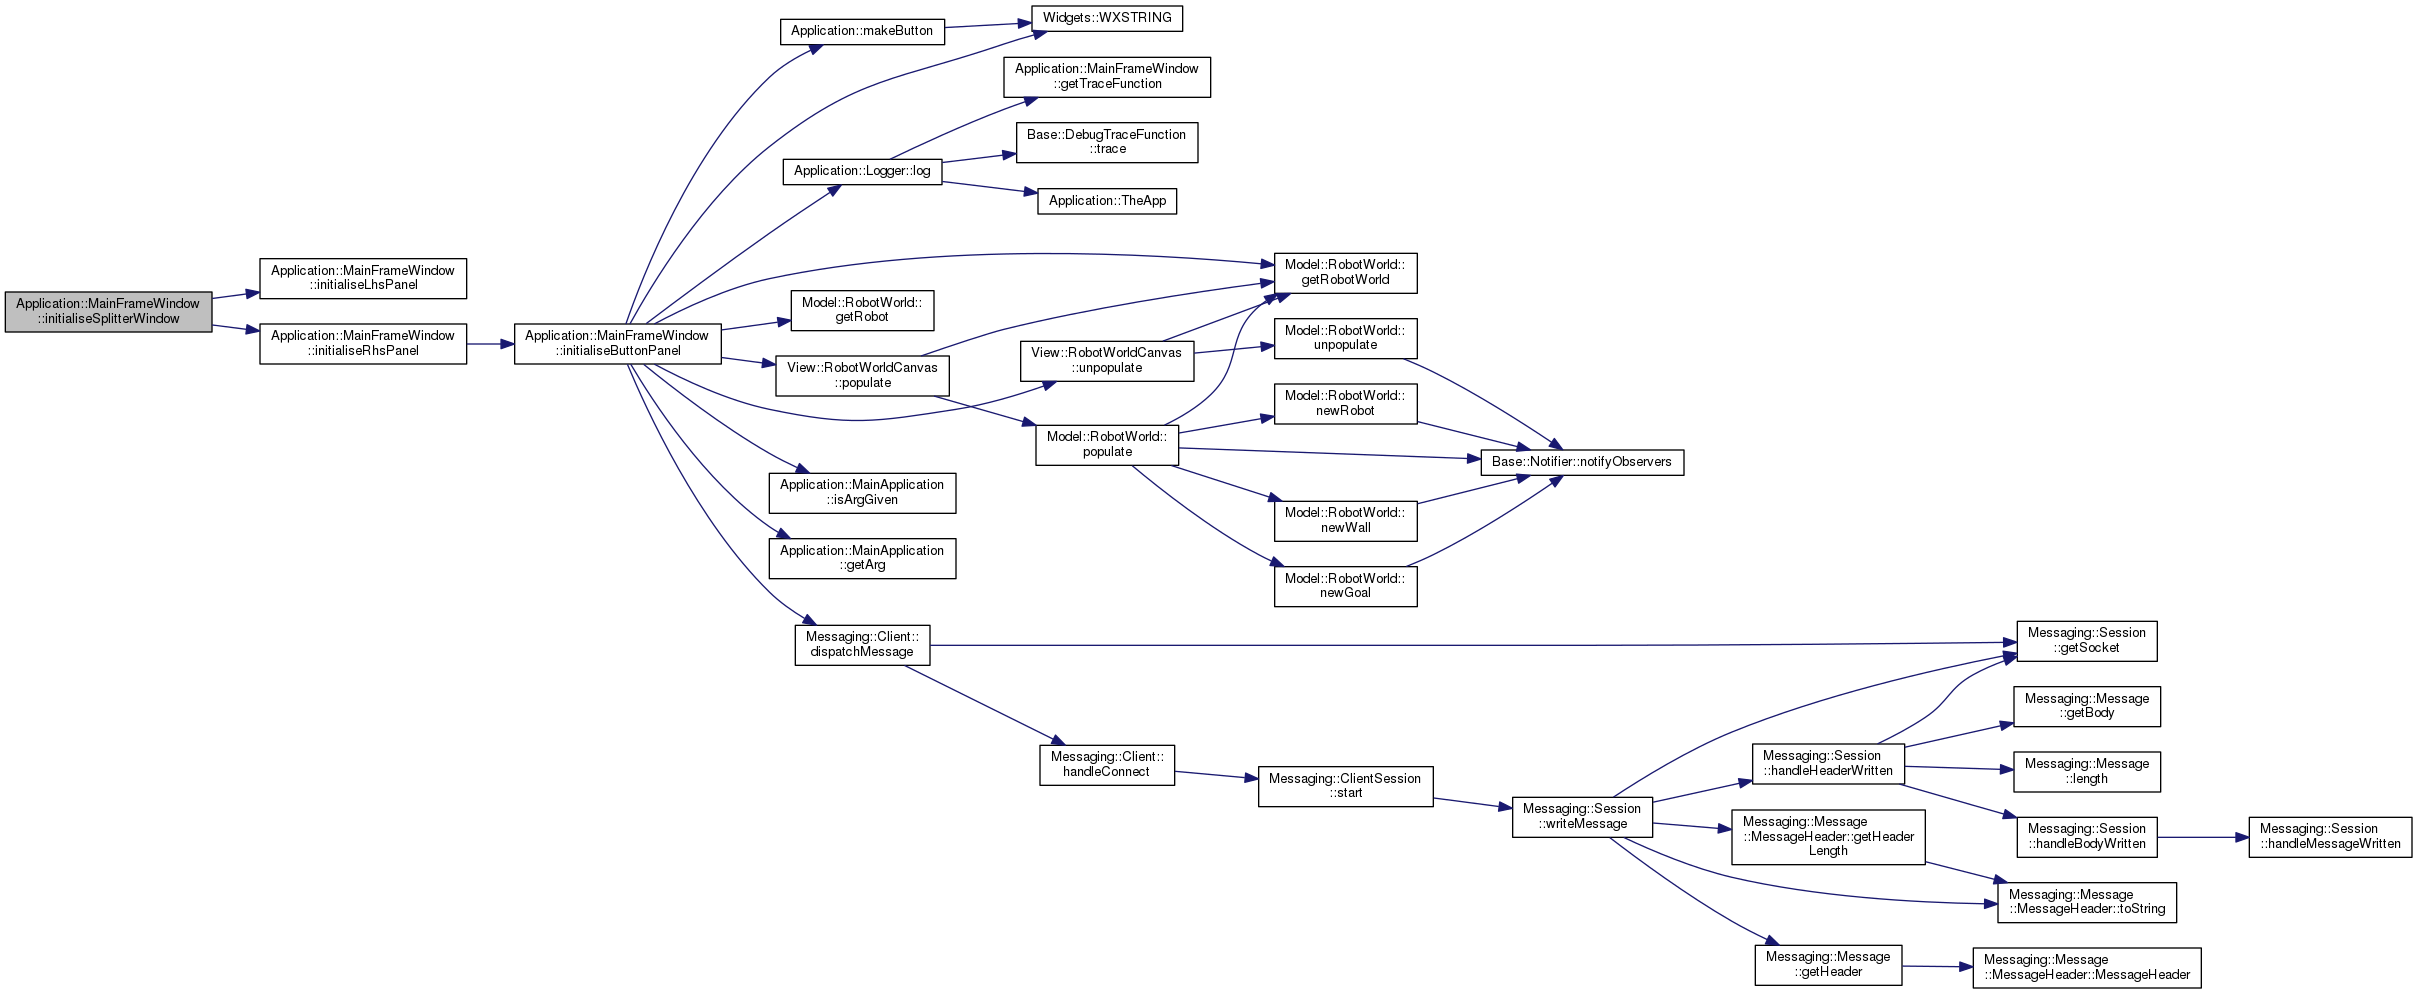 Application::MainFrameWindow
::initialiseSplitterWindow
Application::MainFrameWindow
::initialiseLhsPanel
Application::MainFrameWindow
::initialiseRhsPanel
Application::MainFrameWindow
::initialiseButtonPanel
Application::makeButton
Widgets::WXSTRING
Application::Logger::log
Application::MainFrameWindow
::getTraceFunction
Base::DebugTraceFunction
::trace
Application::TheApp
Model::RobotWorld::
getRobotWorld
Model::RobotWorld::
getRobot
View::RobotWorldCanvas
::populate
View::RobotWorldCanvas
::unpopulate
Model::RobotWorld::
unpopulate
Model::RobotWorld::
populate
Model::RobotWorld::
newRobot
Base::Notifier::notifyObservers
Model::RobotWorld::
newWall
Model::RobotWorld::
newGoal
Application::MainApplication
::isArgGiven
Application::MainApplication
::getArg
Messaging::Client::
dispatchMessage
Messaging::Session
::getSocket
Messaging::Client::
handleConnect
Messaging::ClientSession
::start
Messaging::Session
::writeMessage
Messaging::Session
::handleHeaderWritten
Messaging::Message
::getBody
Messaging::Message
::length
Messaging::Session
::handleBodyWritten
Messaging::Session
::handleMessageWritten
Messaging::Message
::MessageHeader::getHeader
Length
Messaging::Message
::MessageHeader::toString
Messaging::Message
::getHeader
Messaging::Message
::MessageHeader::MessageHeader